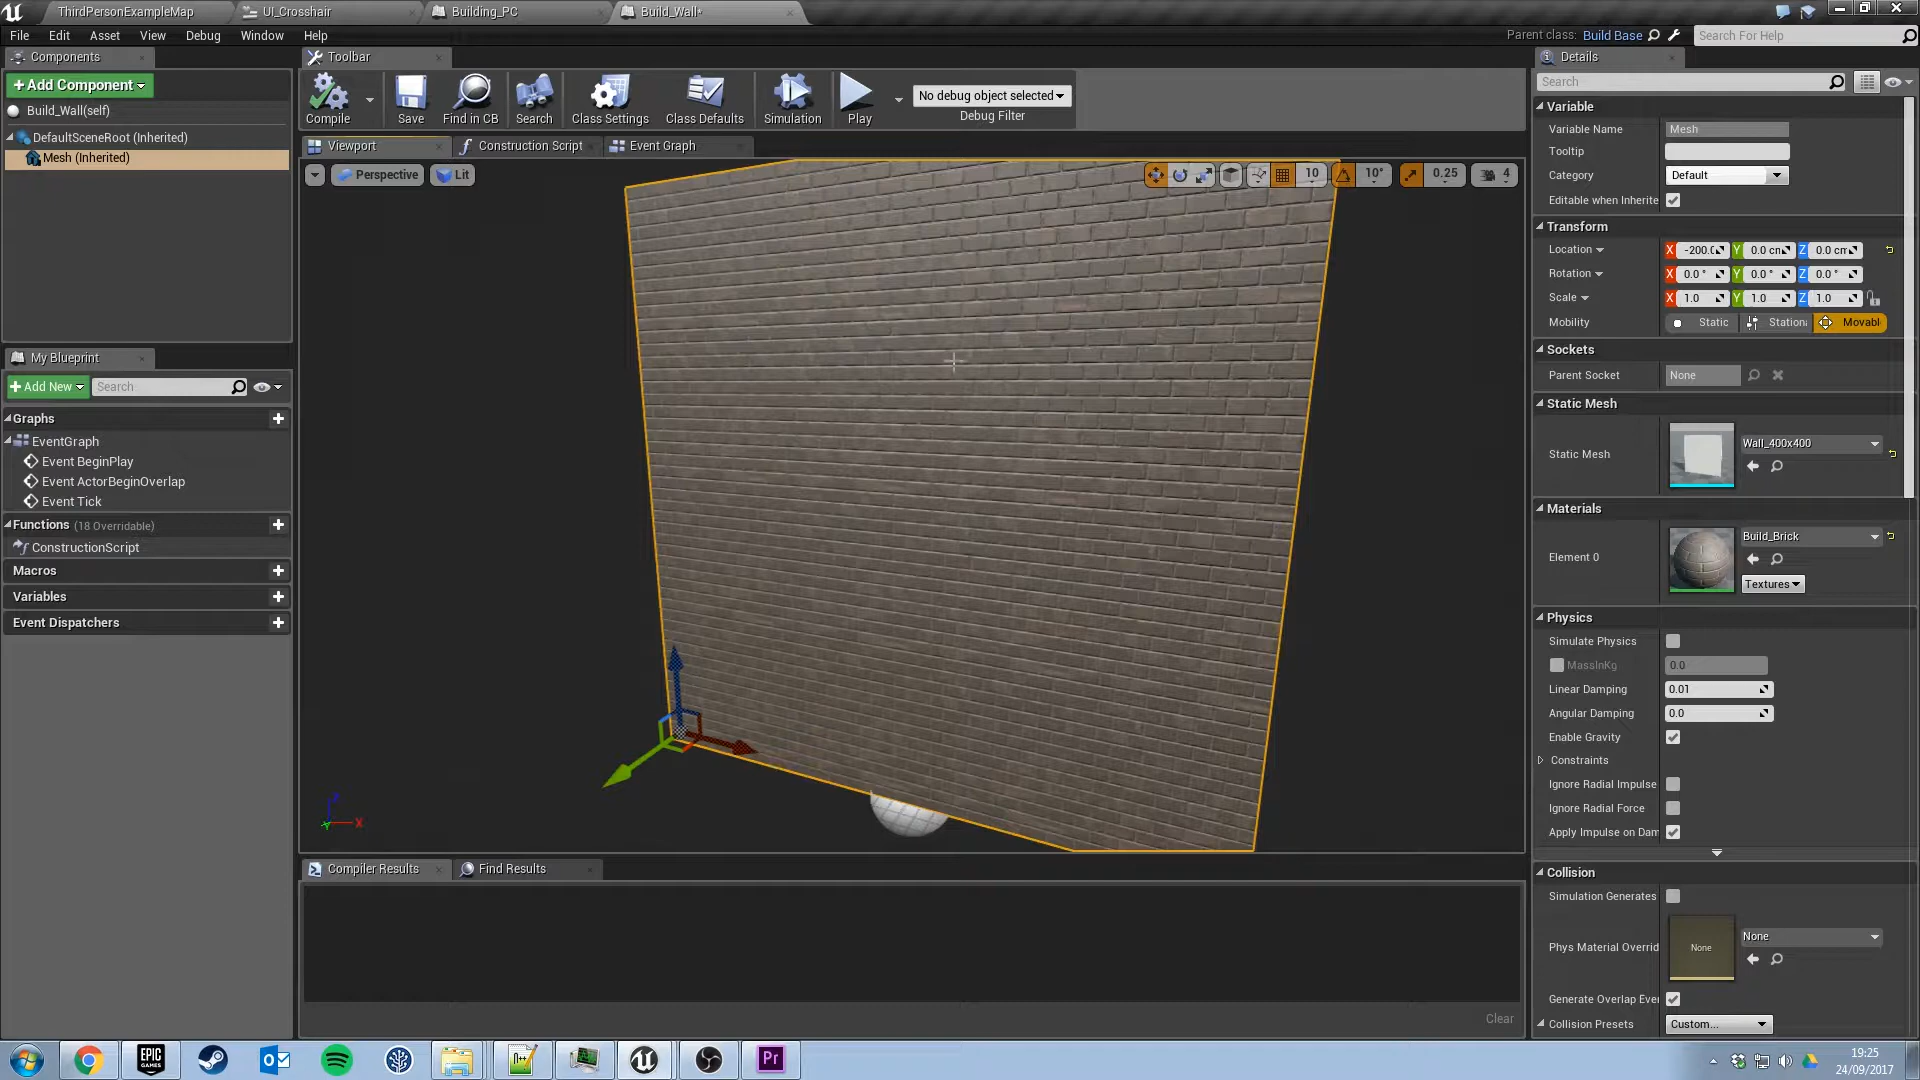 ThirdPersonExampleMap
UI_Crosshair
Building_PC
Build_Wall*
File Edit Asset View Debug Window Help
Parent class: Build Base
Search For Help
Components
+Add Component
Build_Wall(self)
DefaultSceneRoot (Inherited)
Mesh (Inherited)
My Blueprint
+Add New
Search
Graphs
EventGraph
Event BeginPlay
Event ActorBeginOverlap
Event Tick
Functions (18 Overridable)
ConstructionScript
Macros
Variables
Event Dispatchers
Toolbar
Compile
Save
Find in CB
Search
Class Settings
Class Defaults
Simulation
Play
No debug object selected
Debug Filter
Viewport
Construction Script
Event Graph
Perspective
Lit
10
10°
0.25
4
Z
X
Y
Compiler Results
Find Results
Clear
Details
Search
Variable
Variable Name Mesh
Tooltip
Category Default
Editable when Inherite
Transform
Location X -200.0 Y 0.0 cm Z 0.0 cm
Rotation X 0.0 ° Y 0.0 ° Z 0.0 °
Scale X 1.0 Y 1.0 Z 1.0
Mobility Static Stationa Movabl
Sockets
Parent Socket None
Static Mesh
Static Mesh Wall_400x400
Materials
Element 0 Build_Brick
Textures
Physics
Simulate Physics
MassInKg 0.0
Linear Damping 0.01
Angular Damping 0.0
Enable Gravity
Constraints
Ignore Radial Impulse
Ignore Radial Force
Apply Impulse on Dam
Collision
Simulation Generates
Phys Material Overrid None None
Generate Overlap Eve
Collision Presets Custom...
EPIC GAMES
Pr
19:25
24/09/2017